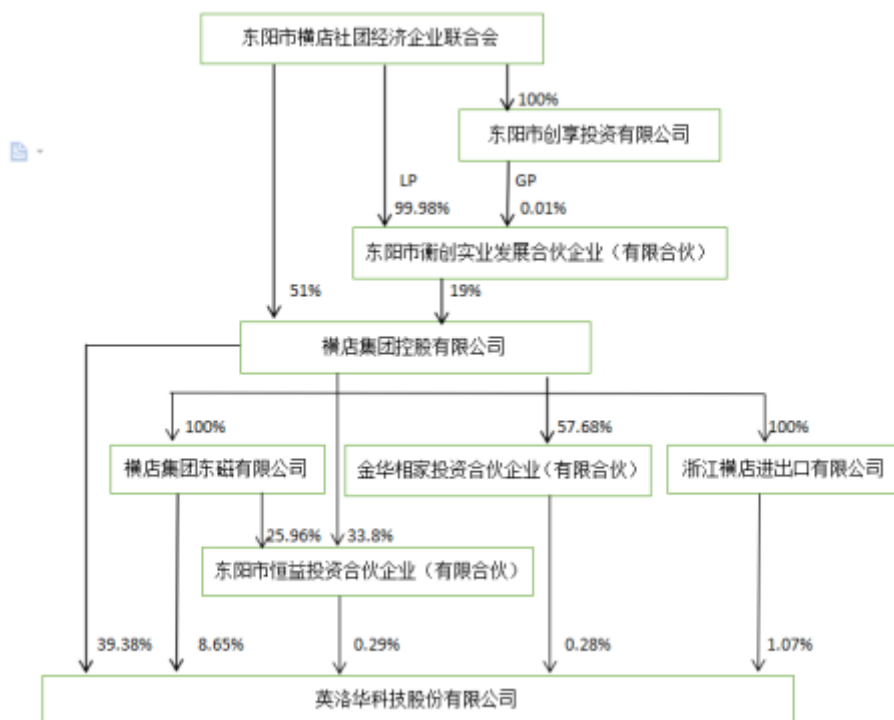 东阳市横店社团经济企业联合会
100%
东阳市创享投资有限公司
LP
GP
99.98%
0.01%
东阳市衡创实业发展合伙企业（有限合伙）
51%
19%
横店集团控股有限公司
100%
57.68%
100%
横店集团东磁有限公司
金华相家投资合伙企业（有限合伙）
浙江横店进出口有限公司
25.96%
33.8%
东阳市恒益投资合伙企业（有限合伙）
39.38%
8.65%
0.29%
0.28%
1.07%
英洛华科技股份有限公司